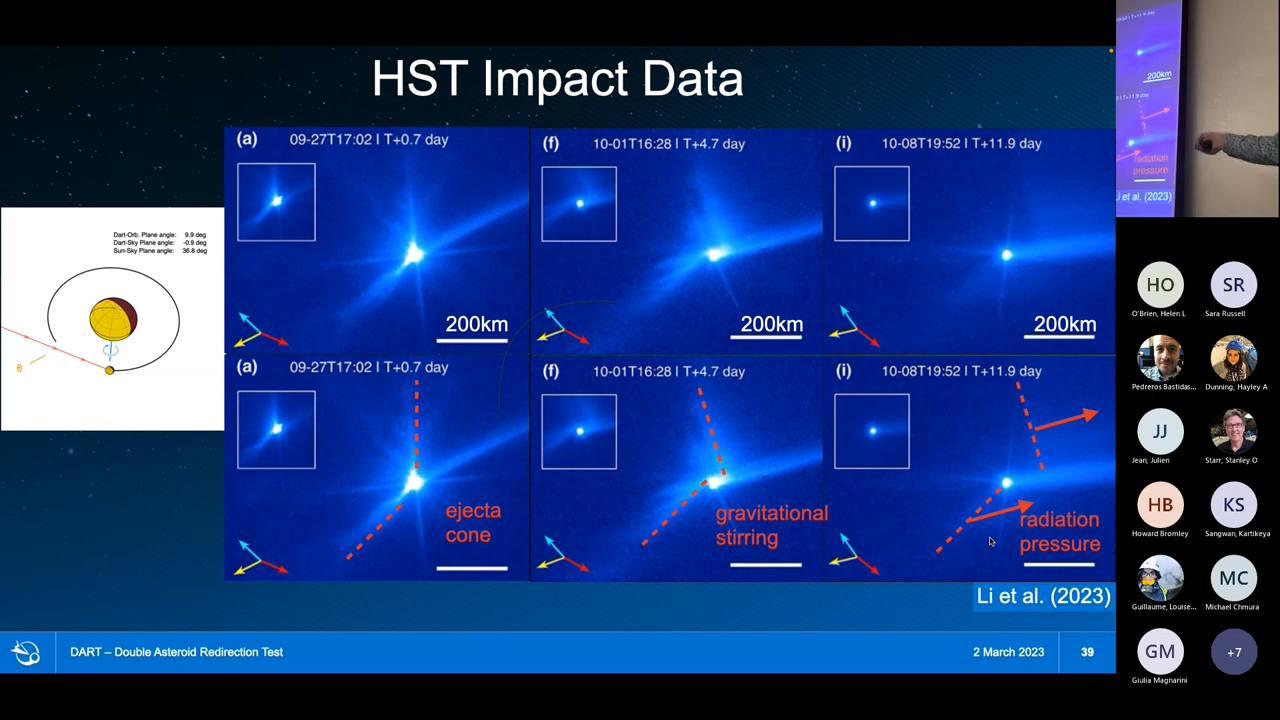 HST Impact Data
Dart-Orb. Plane angle: 9.9 deg
Dart-Sky Plane angle: -0.9 deg
Sun-Sky Plane angle: 36.8 deg
θ
(a) 09-27T17:02 | T+0.7 day
200km
(f) 10-01T16:28 | T+4.7 day
200km
(i) 10-08T19:52 | T+11.9 day
200km
(a) 09-27T17:02 | T+0.7 day
ejecta
cone
(f) 10-01T16:28 | T+4.7 day
gravitational
stirring
(i) 10-08T19:52 | T+11.9 day
radiation
pressure
Li et al. (2023)
DART – Double Asteroid Redirection Test
2 March 2023
39
200km
radiation
pressure
Li et al. (2023)
HO
O'Brien, Helen L
SR
Sara Russell
Pedreros Bastidas...
Dunning, Hayley A
JJ
Jean, Julien
Starr, Stanley O
HB
Howard Bromley
KS
Sangwan, Kartikeya
Guillaume, Louise...
MC
Michael Chmura
GM
Giulia Magnarini
+7